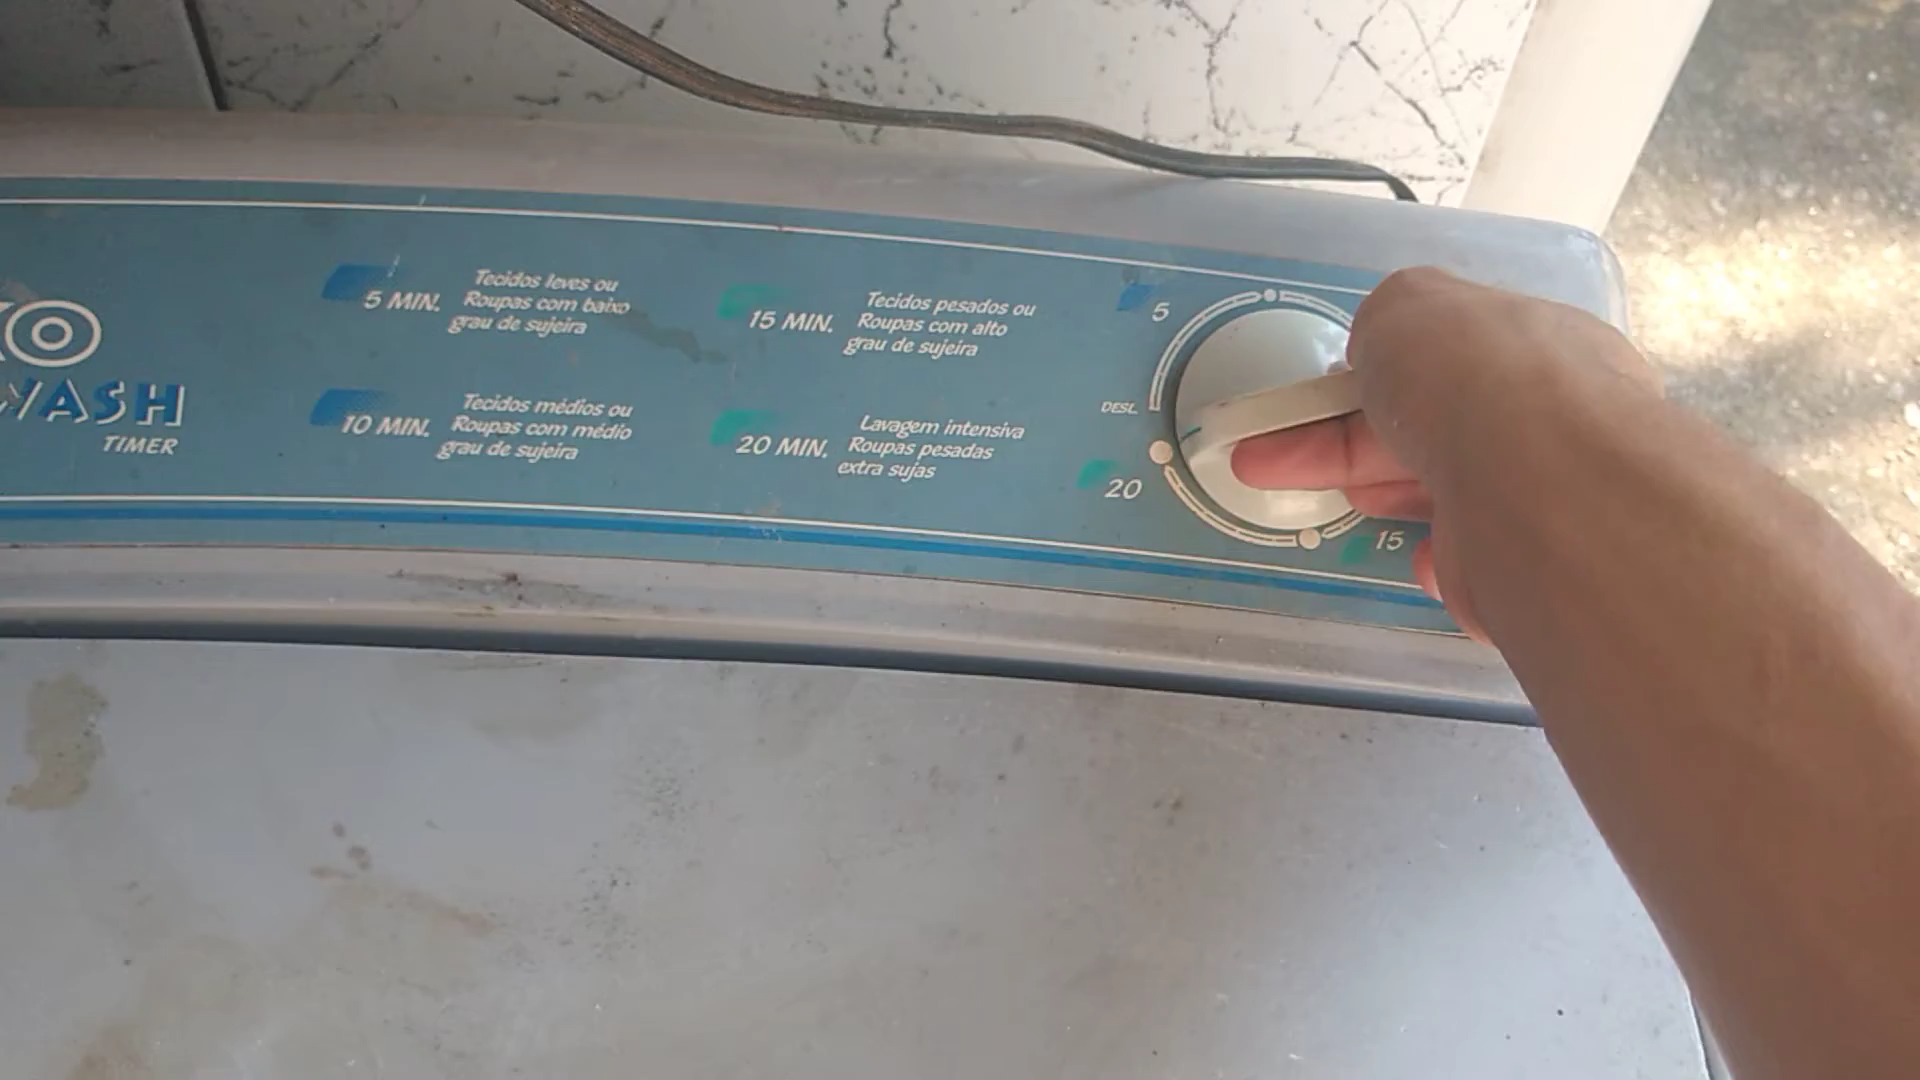 WASH
TIMER
5 MIN.
Tecidos leves ou
Roupas com baixo
grau de sujeira
10 MIN.
Tecidos médios ou
Roupas com médio
grau de sujeira
15 MIN.
Tecidos pesados ou
Roupas com alto
grau de sujeira
20 MIN.
Lavagem intensiva
Roupas pesadas
extra sujas
5
DESL.
20
15